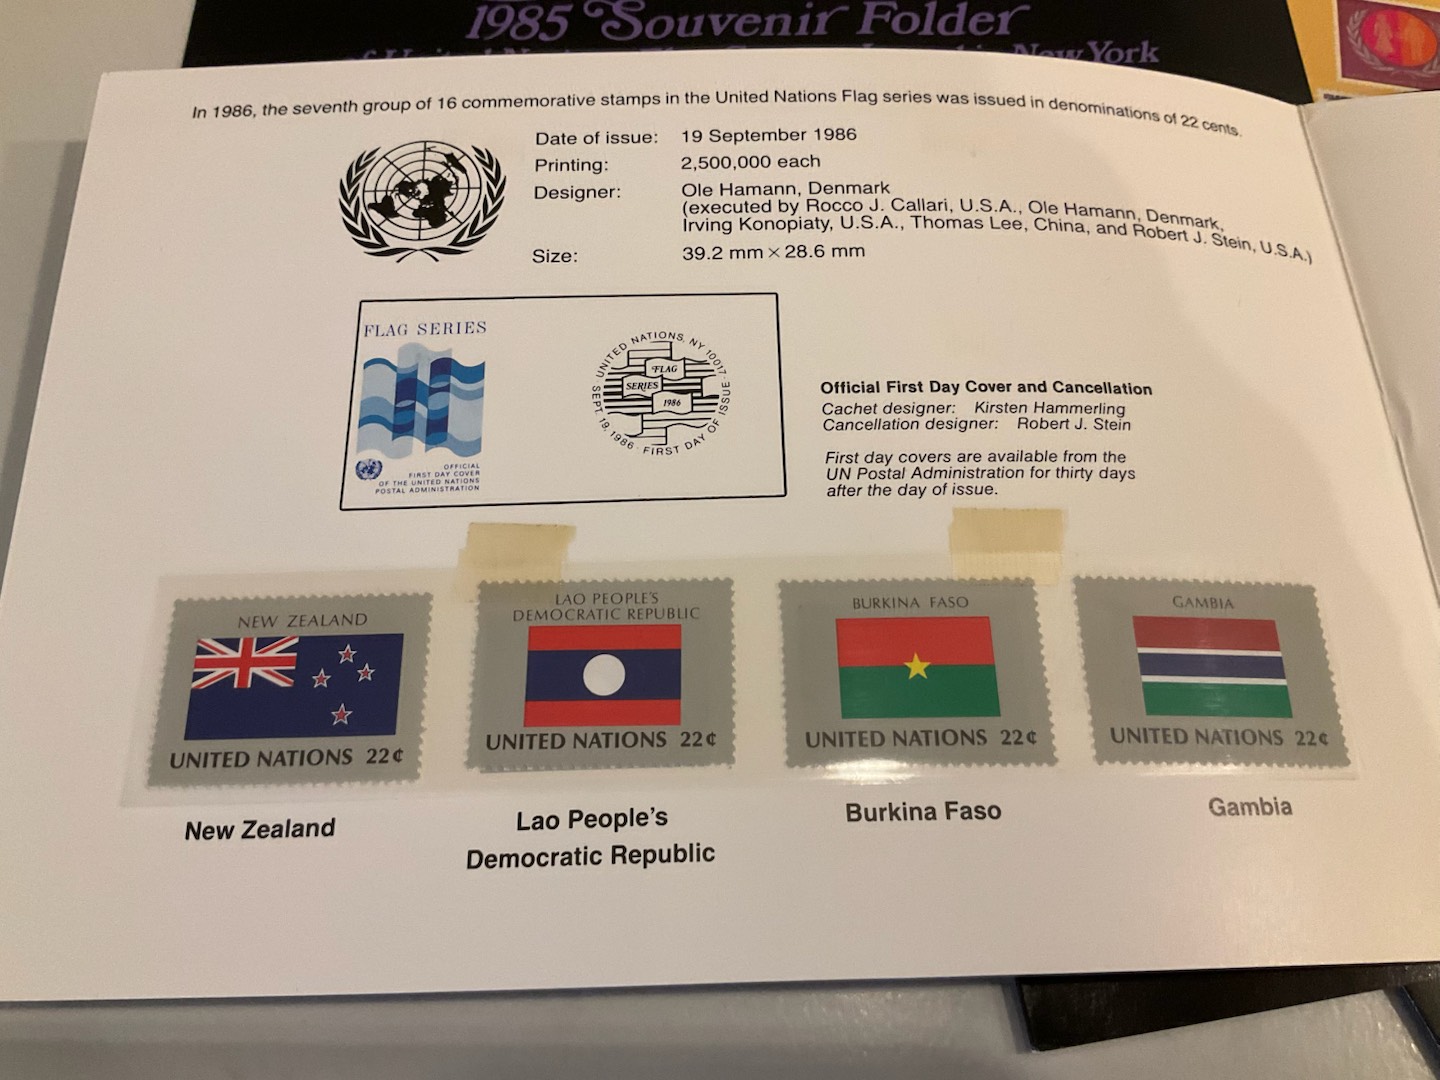 1985 Souvenir Folder
New York
In 1986, the seventh group of 16 commemorative stamps in the United Nations Flag series was issued in denominations of 22 cents.
Date of issue: 19 September 1986
Printing: 2,500,000 each
Designer: Ole Hamann, Denmark
(executed by Rocco J. Callari, U.S.A., Ole Hamann, Denmark,
Irving Konopiaty, U.S.A., Thomas Lee, China, and Robert J. Stein, U.S.A.)
Size: 39.2 mm × 28.6 mm
FLAG SERIES
OFFICIAL
FIRST DAY COVER
OF THE UNITED NATIONS
POSTAL ADMINISTRATION
UNITED NATIONS, NY 10017
SEPT. 19, 1986 · FIRST DAY OF ISSUE
FLAG
SERIES
1986
Official First Day Cover and Cancellation
Cachet designer: Kirsten Hammerling
Cancellation designer: Robert J. Stein
First day covers are available from the
UN Postal Administration for thirty days
after the day of issue.
NEW ZEALAND
UNITED NATIONS 22¢
LAO PEOPLE'S
DEMOCRATIC REPUBLIC
UNITED NATIONS 22¢
BURKINA FASO
UNITED NATIONS 22¢
GAMBIA
UNITED NATIONS 22¢
New Zealand
Lao People's
Democratic Republic
Burkina Faso
Gambia